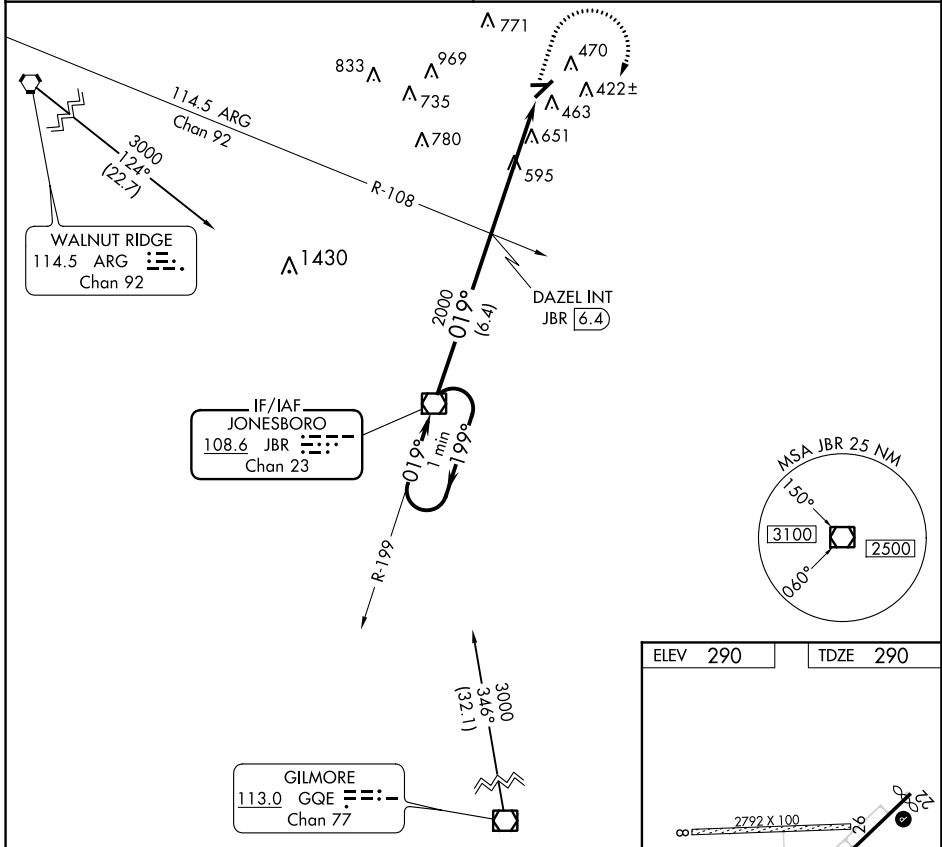 771
470
833
969
422±
735
463
114.5 ARG
Chan 92
780
651
3000
124°
(22.7)
595
R-108
WALNUT RIDGE
114.5 ARG
Chan 92
1430
DAZEL INT
JBR 6.4
2000
019°
(6.4)
IF/IAF
JONESBORO
108.6 JBR
Chan 23
019°
1 min
199°
MSA JBR 25 NM
150°
3100
2500
060°
R-199
ELEV 290
TDZE 290
3000
346°
(32.1)
GILMORE
113.0 GQE
Chan 77
2792 X 100
26
22
P